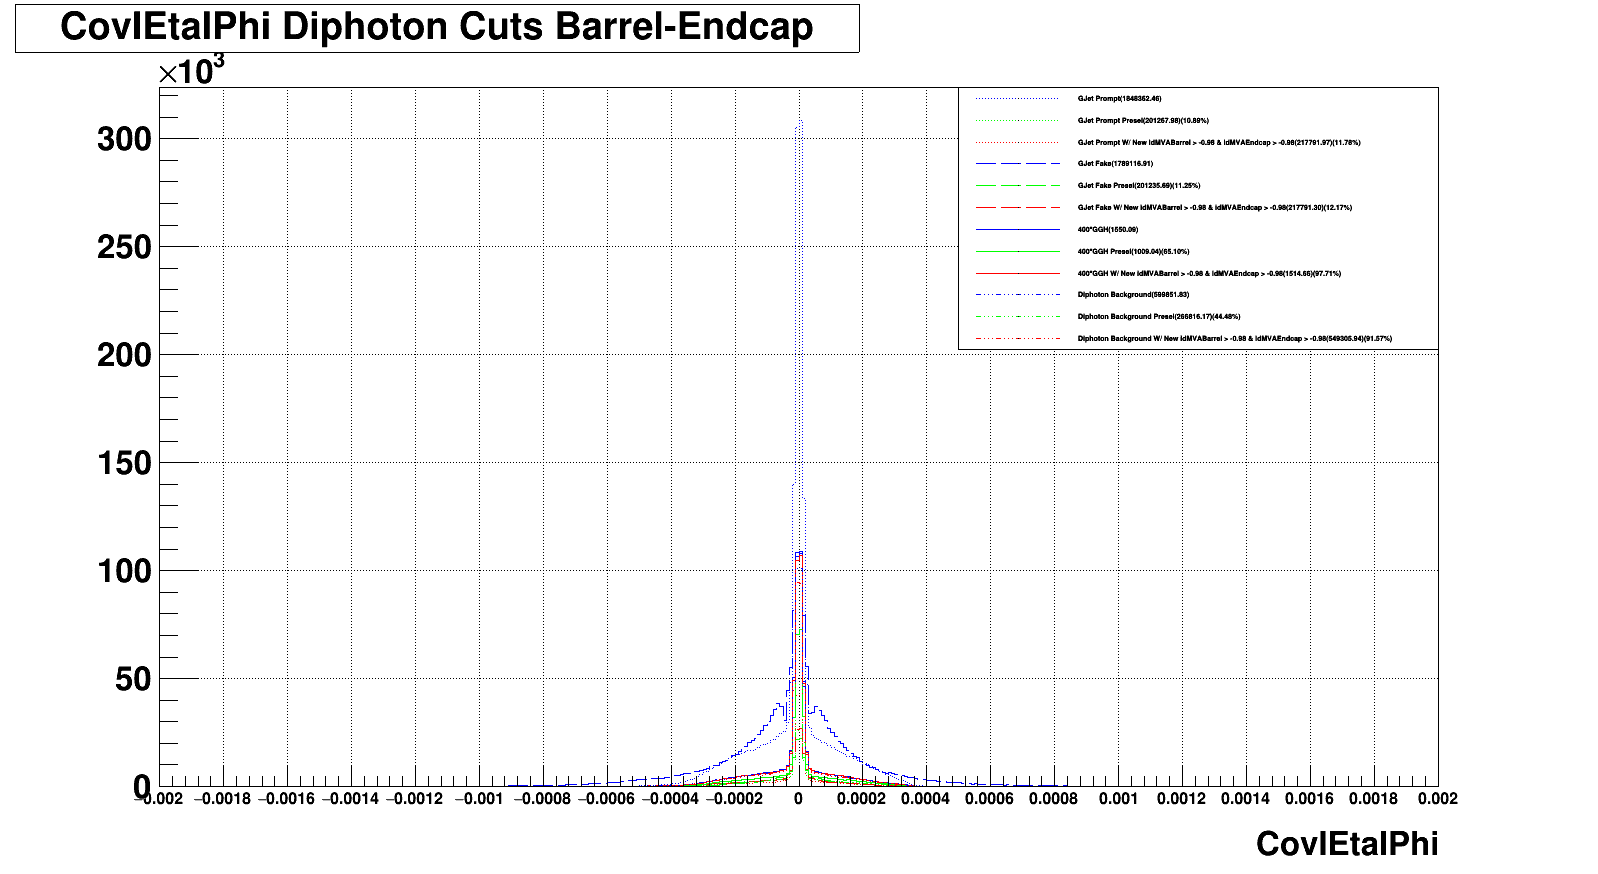 CovIEtaIPhi Diphoton Cuts Barrel-Endcap
×10³
300
250
200
150
100
50
0
GJet Prompt(1848362.46)
GJet Prompt Presel(201267.98)(10.89%)
GJet Prompt W/ New IdMVABarrel > -0.98 & IdMVAEndcap > -0.98(217791.97)(11.78%)
GJet Fake(1789116.91)
GJet Fake Presel(201235.69)(11.25%)
GJet Fake W/ New IdMVABarrel > -0.98 & IdMVAEndcap > -0.98(217791.30)(12.17%)
400*GGH(1550.09)
400*GGH Presel(1009.04)(65.10%)
400*GGH W/ New IdMVABarrel > -0.98 & IdMVAEndcap > -0.98(1514.66)(97.71%)
Diphoton Background(599851.83)
Diphoton Background Presel(266816.17)(44.48%)
Diphoton Background W/ New IdMVABarrel > -0.98 & IdMVAEndcap > -0.98(549305.94)(91.57%)
−0.002 −0.0018 −0.0016 −0.0014 −0.0012 −0.001 −0.0008 −0.0006 −0.0004 −0.0002 0 0.0002 0.0004 0.0006 0.0008 0.001 0.0012 0.0014 0.0016 0.0018 0.002
CovIEtaIPhi